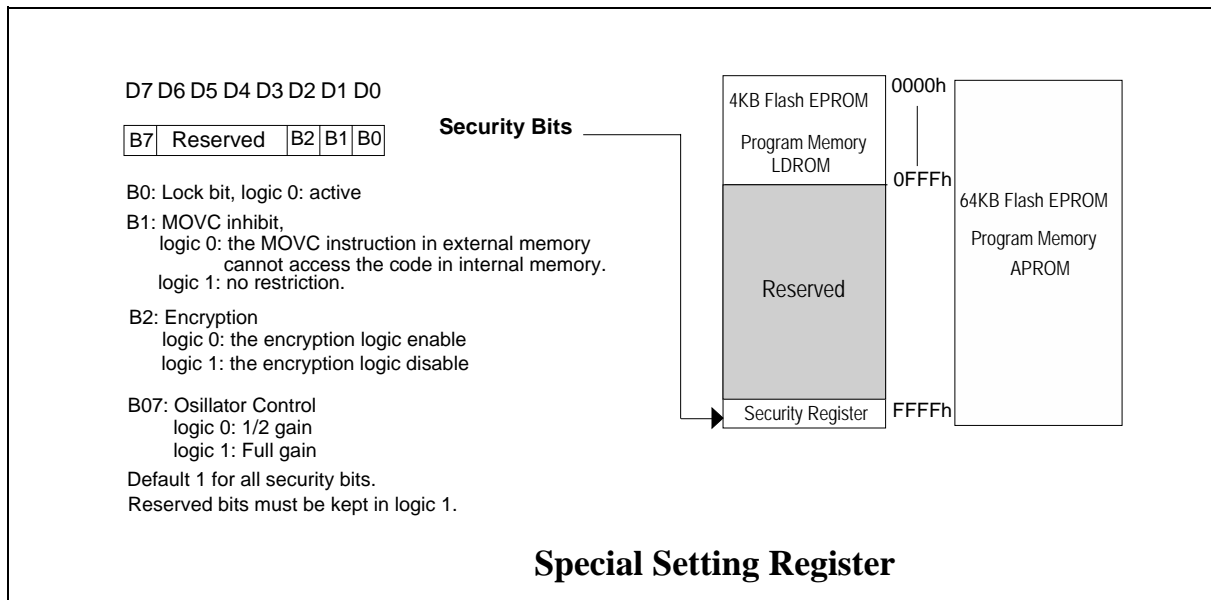 D7 D6 D5 D4 D3 D2 D1 D0
B7 Reserved B2 B1 B0
Security Bits
B0: Lock bit, logic 0: active
B1: MOVC inhibit,
logic 0: the MOVC instruction in external memory
cannot access the code in internal memory.
logic 1: no restriction.
B2: Encryption
logic 0: the encryption logic enable
logic 1: the encryption logic disable
B07: Osillator Control
logic 0: 1/2 gain
logic 1: Full gain
Default 1 for all security bits.
Reserved bits must be kept in logic 1.
4KB Flash EPROM
Program Memory
LDROM
Reserved
Security Register
0000h
0FFFh
FFFFh
64KB Flash EPROM
Program Memory
APROM
Special Setting Register